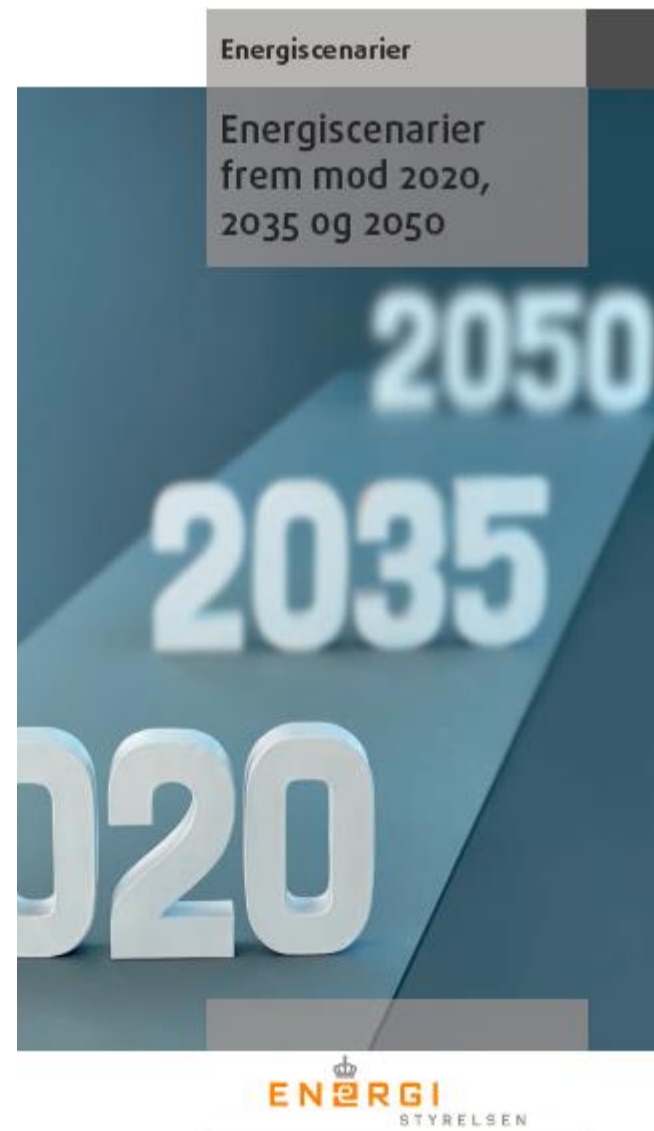 Energiscenarier
Energiscenarier
frem mod 2020,
2035 og 2050
2050
2035
020
ENERGI
STYRELSEN